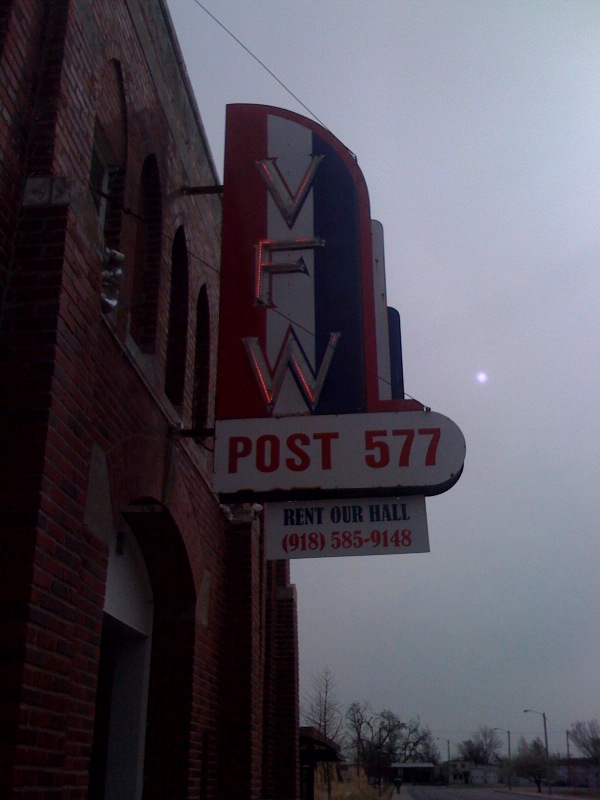 VFW
POST 577
RENT OUR HALL
(918) 585-9148